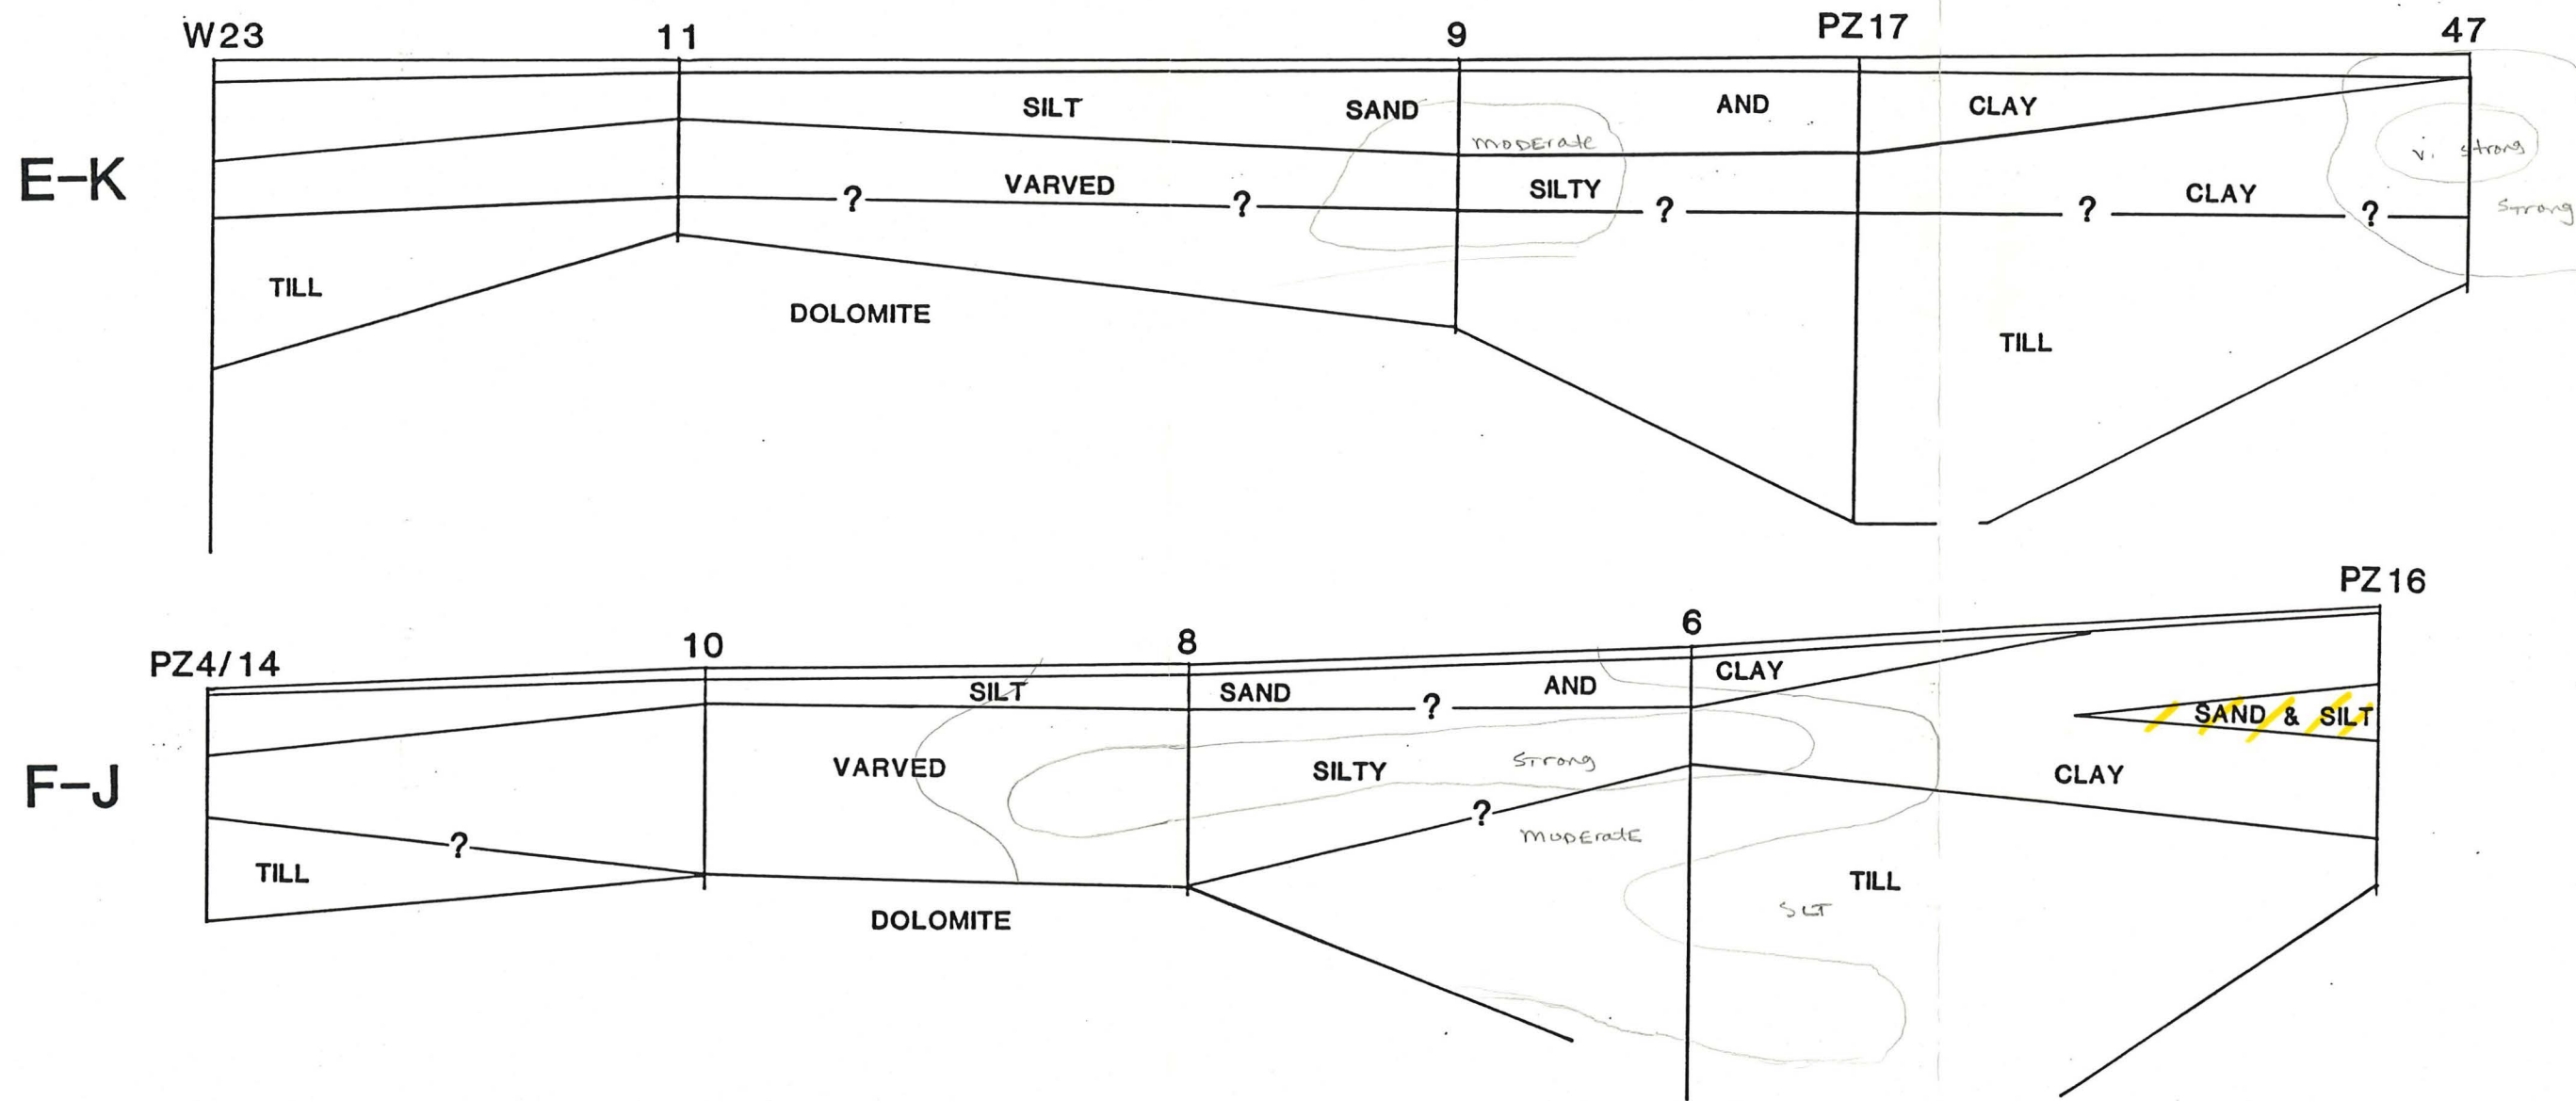 W23 11 9 PZ17 47
SILT SAND AND CLAY
MODErate
v. strong
E-K
? VARVED ? SILTY ? ? CLAY ?
Strong
TILL
DOLOMITE
TILL
PZ4/14 10 8 6 PZ16
SILT SAND ? AND CLAY
SAND & SILT
F-J
VARVED SILTY Strong CLAY
? ? MODEratE
TILL TILL
SLT
DOLOMITE